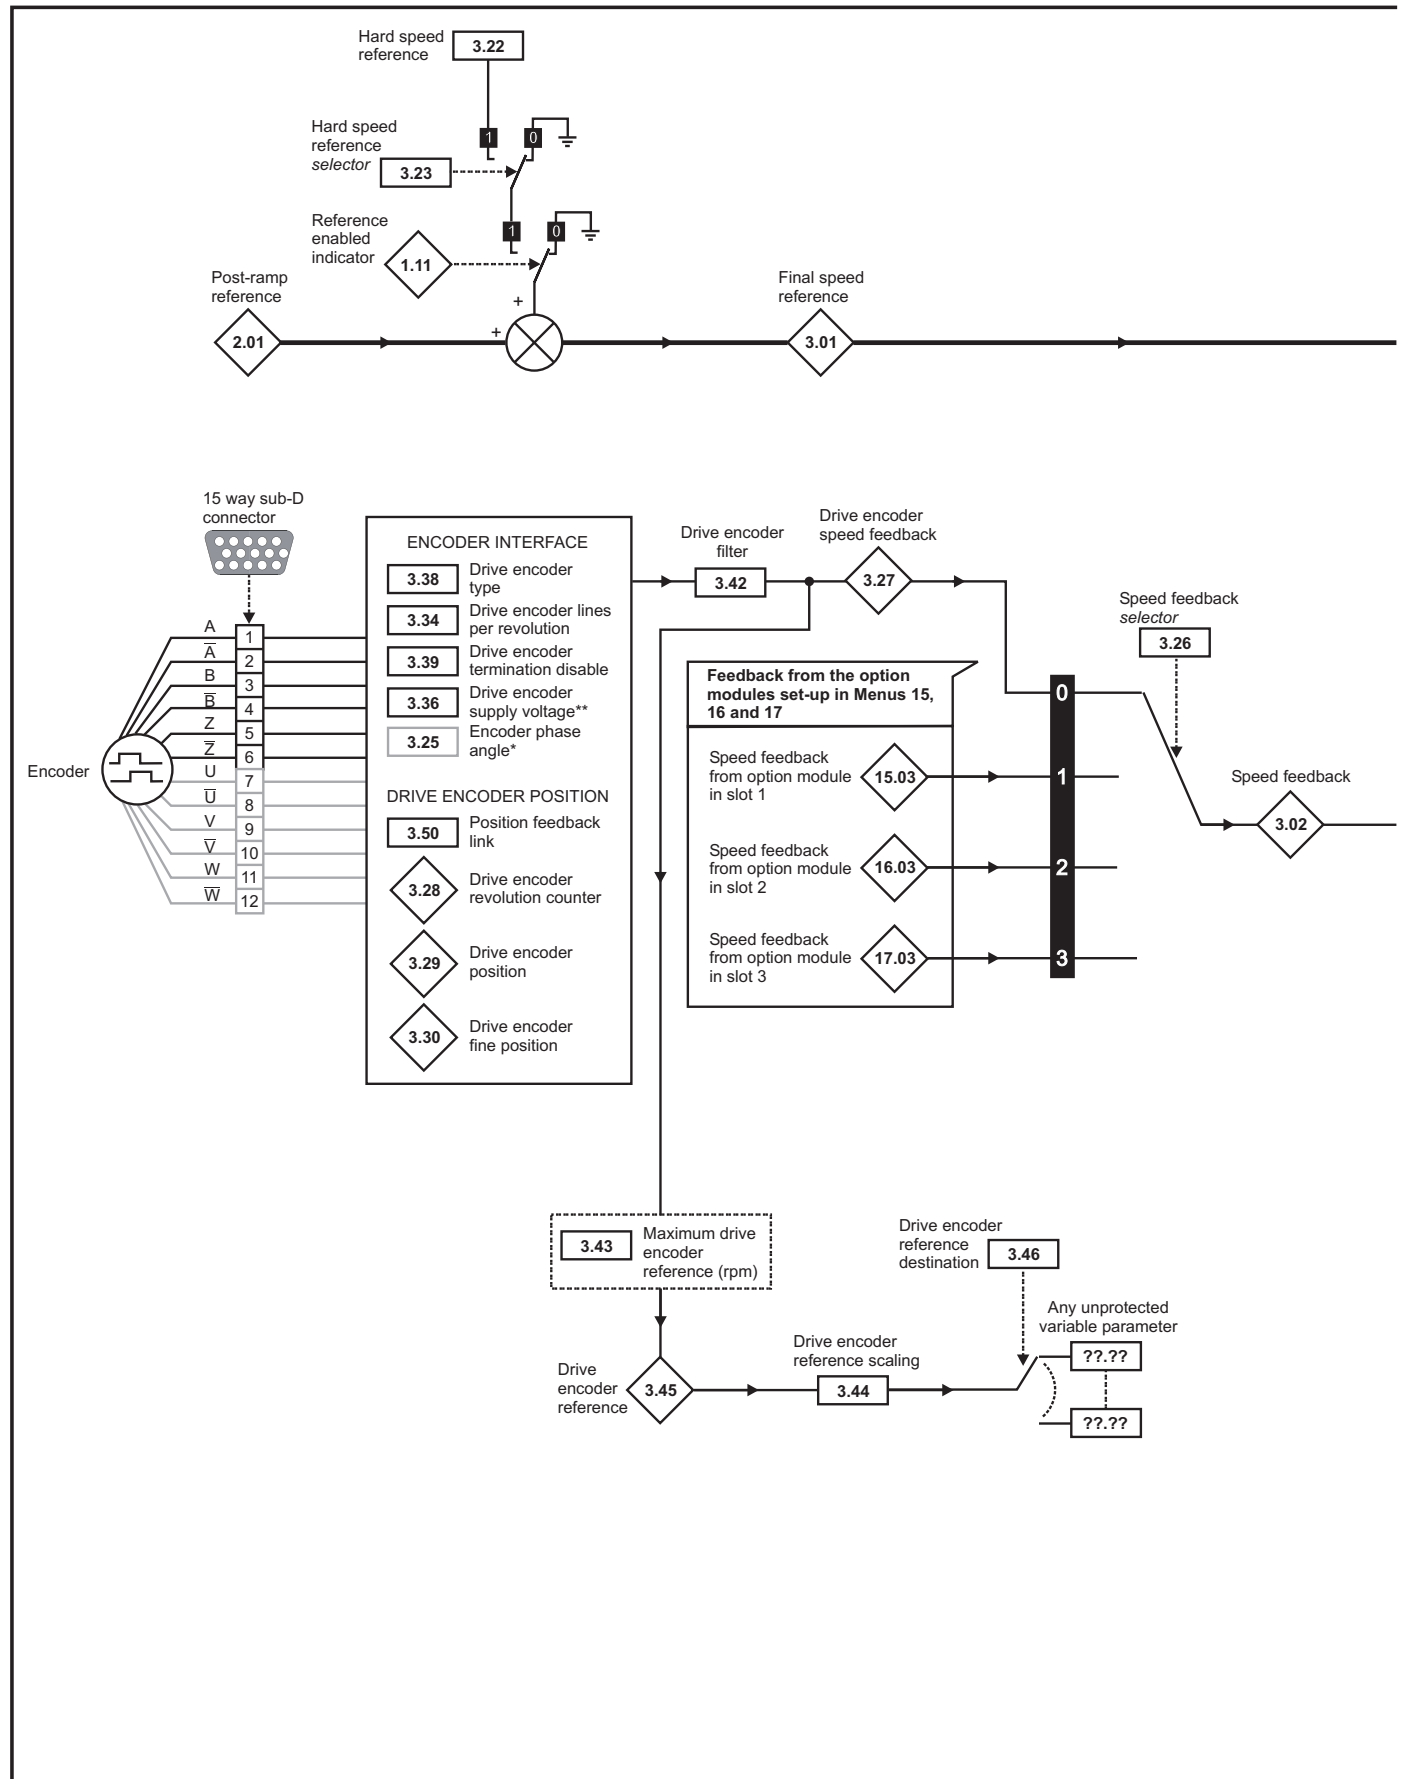 Hard speed
reference
3.22
1
0
Hard speed
reference
selector
3.23
Reference
enabled
indicator
1
0
1.11
Post-ramp
reference
+
+
2.01
Final speed
reference
3.01
15 way sub-D
connector
A
A̅
B
B̅
Z
Z̅
U
U̅
V
V̅
W
W̅
1
2
3
4
5
6
7
8
9
10
11
12
Encoder
ENCODER INTERFACE
3.38
Drive encoder
type
3.34
Drive encoder lines
per revolution
3.39
Drive encoder
termination disable
3.36
Drive encoder
supply voltage**
3.25
Encoder phase
angle*
DRIVE ENCODER POSITION
3.50
Position feedback
link
3.28
Drive encoder
revolution counter
3.29
Drive encoder
position
3.30
Drive encoder
fine position
Drive encoder
filter
3.42
Drive encoder
speed feedback
3.27
Feedback from the option
modules set-up in Menus 15,
16 and 17
Speed feedback
from option module
in slot 1
15.03
Speed feedback
from option module
in slot 2
16.03
Speed feedback
from option module
in slot 3
17.03
0
1
2
3
Speed feedback
selector
3.26
Speed feedback
3.02
3.43
Maximum drive
encoder
reference (rpm)
Drive
encoder
reference
3.45
Drive encoder
reference scaling
3.44
Drive encoder
reference
destination
3.46
Any unprotected
variable parameter
??.??
??.??